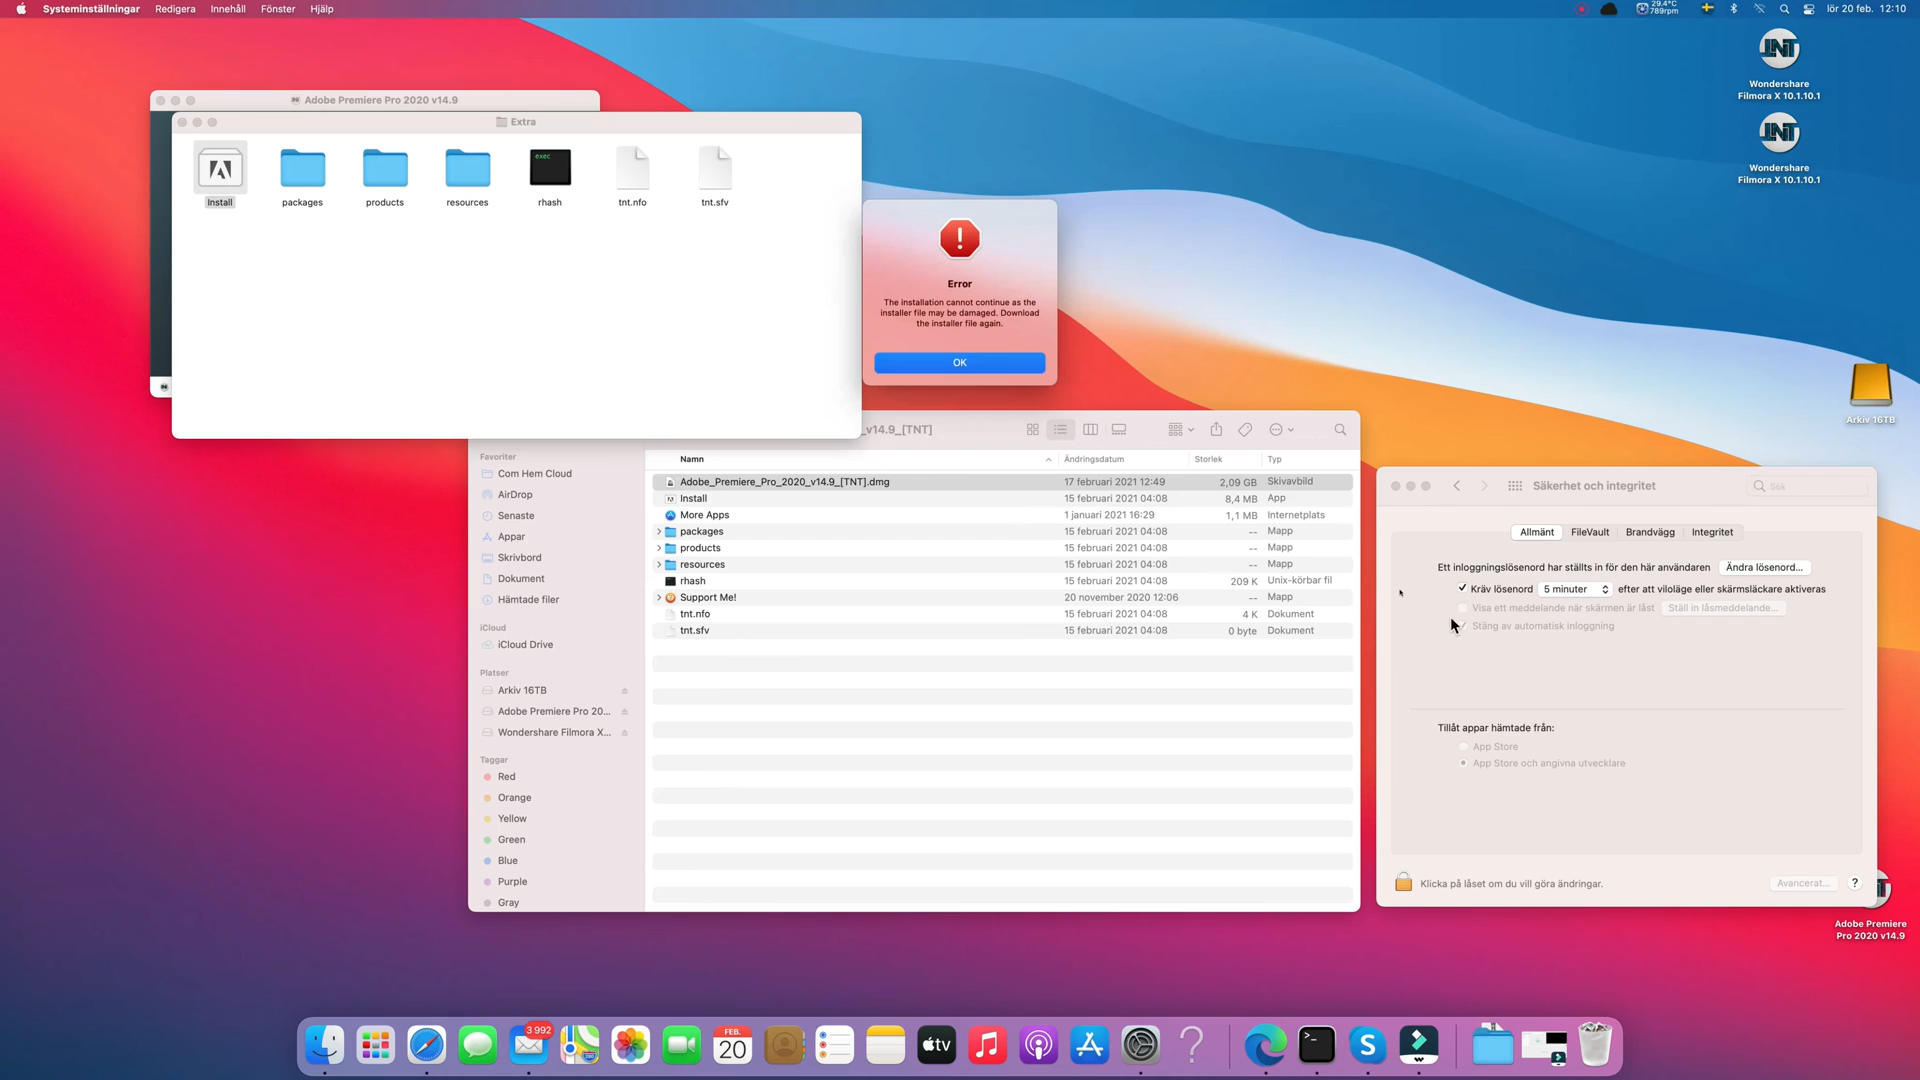 Systeminställningar Redigera Innehåll Fönster Hjälp
29.4°C
789rpm
lör 20 feb. 12:10
Wondershare
Filmora X 10.1.10.1
Wondershare
Filmora X 10.1.10.1
Arkiv 16TB
Adobe Premiere Pro 2020 v14.9
Extra
Install
packages
products
resources
exec
rhash
tnt.nfo
tnt.sfv
Error
The installation cannot continue as the
installer file may be damaged. Download
the installer file again.
OK
_v14.9_[TNT]
Favoriter
Com Hem Cloud
AirDrop
Senaste
Appar
Skrivbord
Dokument
Hämtade filer
iCloud
iCloud Drive
Platser
Arkiv 16TB
Adobe Premiere Pro 20...
Wondershare Filmora X...
Taggar
Red
Orange
Yellow
Green
Blue
Purple
Gray
Namn Ändringsdatum Storlek Typ
Adobe_Premiere_Pro_2020_v14.9_[TNT].dmg 17 februari 2021 12:49 2,09 GB Skivavbild
Install 15 februari 2021 04:08 8,4 MB App
More Apps 1 januari 2021 16:29 1,1 MB Internetplats
packages 15 februari 2021 04:08 -- Mapp
products 15 februari 2021 04:08 -- Mapp
resources 15 februari 2021 04:08 -- Mapp
rhash 15 februari 2021 04:08 209 K Unix-körbar fil
Support Me! 20 november 2020 12:06 -- Mapp
tnt.nfo 15 februari 2021 04:08 4 K Dokument
tnt.sfv 15 februari 2021 04:08 0 byte Dokument
Säkerhet och integritet
Sök
Allmänt FileVault Brandvägg Integritet
Ett inloggningslösenord har ställts in för den här användaren Ändra lösenord...
Kräv lösenord 5 minuter efter att viloläge eller skärmsläckare aktiveras
Visa ett meddelande när skärmen är låst Ställ in låsmeddelande...
Stäng av automatisk inloggning
Tillåt appar hämtade från:
App Store
App Store och angivna utvecklare
Klicka på låset om du vill göra ändringar.
Avancerat... ?
Adobe Premiere
Pro 2020 v14.9
3 992
FEB.
20
tv